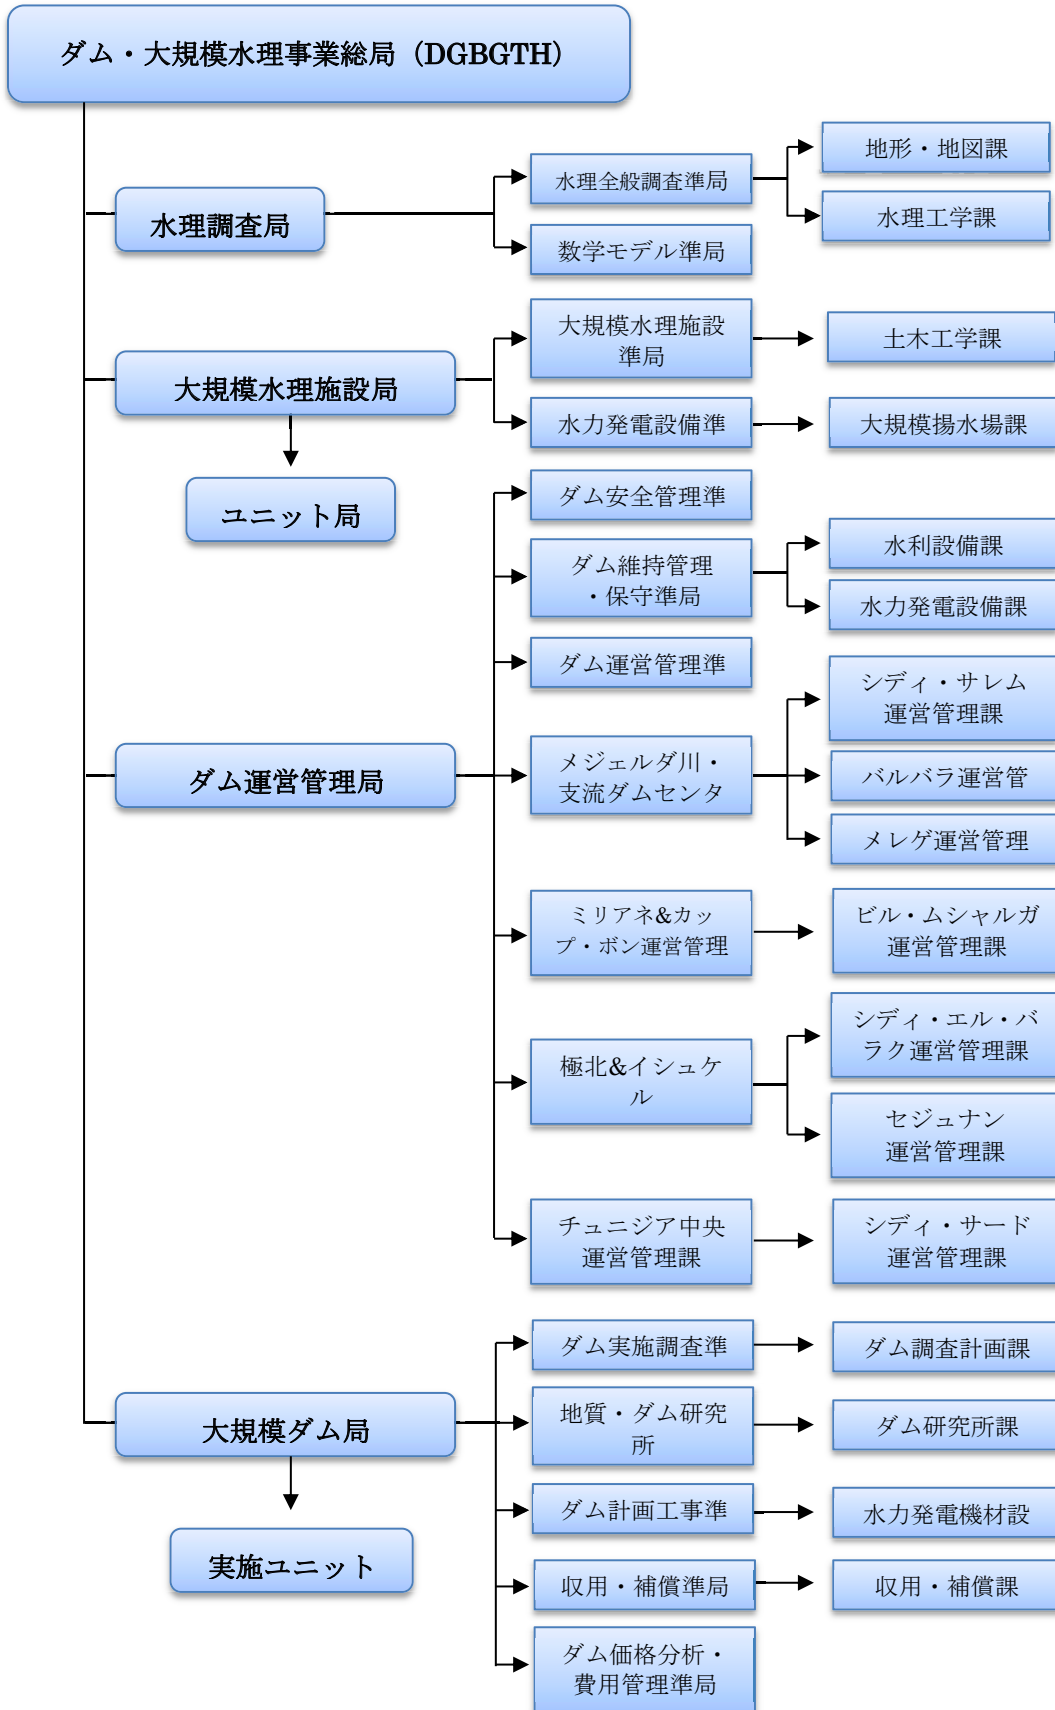 ダム・大規模水理事業総局（DGBGTH）
水理調査局
水理全般調査準局
地形・地図課
水理工学課
数学モデル準局
大規模水理施設局
大規模水理施設
準局
土木工学課
水力発電設備準
大規模揚水場課
ユニット局
ダム運営管理局
ダム安全管理準
ダム維持管理
・保守準局
水利設備課
水力発電設備課
ダム運営管理準
メジェルダ川・
支流ダムセンタ
シディ・サレム
運営管理課
バルバラ運営管
メレゲ運営管理
ミリアネ&カッ
プ・ボン運営管理
ビル・ムシャルガ
運営管理課
極北&イシュケ
ル
シディ・エル・バ
ラク運営管理課
セジュナン
運営管理課
チュニジア中央
運営管理課
シディ・サード
運営管理課
大規模ダム局
ダム実施調査準
ダム調査計画課
地質・ダム研究
所
ダム研究所課
ダム計画工事準
水力発電機材設
収用・補償準局
収用・補償課
ダム価格分析・
費用管理準局
実施ユニット